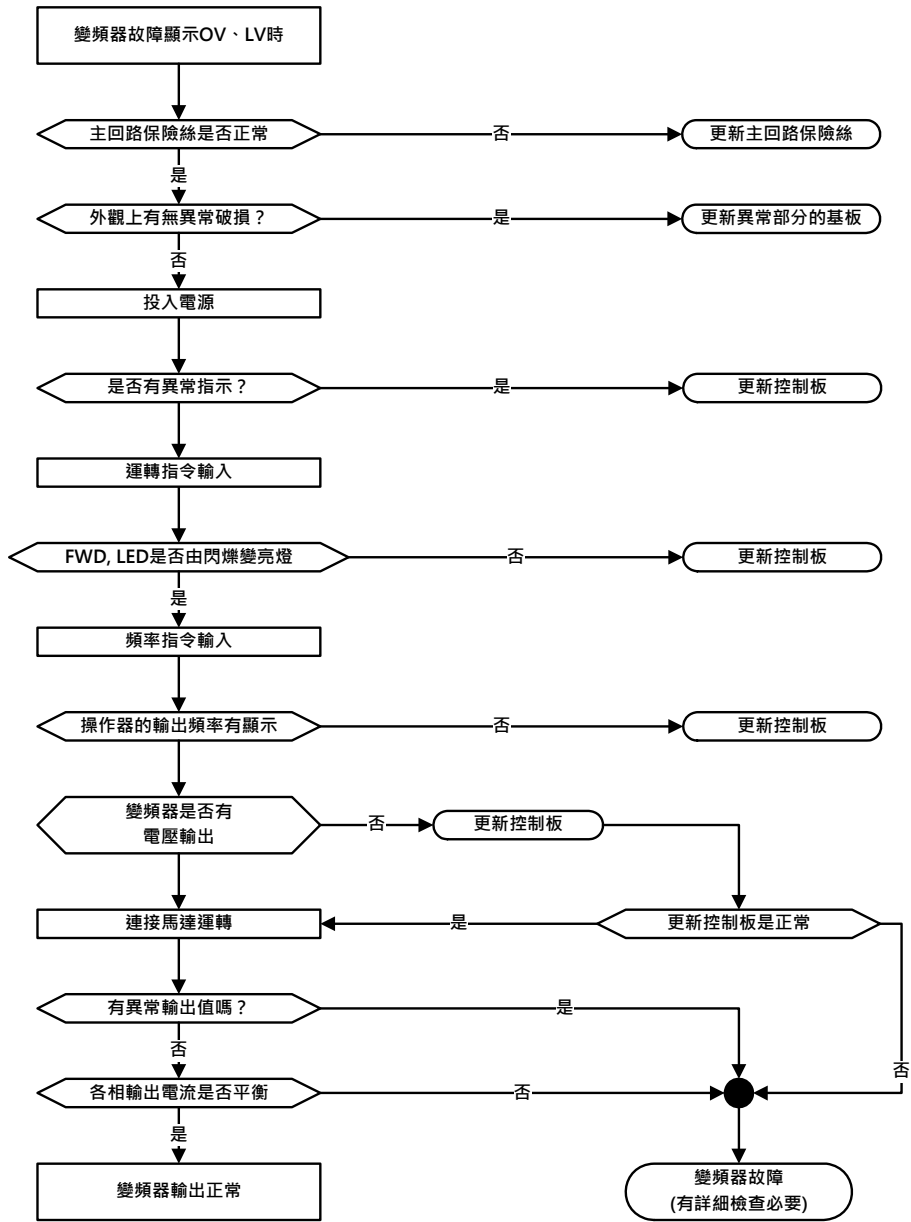 變頻器故障顯示OV、LV時
主回路保險絲是否正常
否
更新主回路保險絲
是
外觀上有無異常破損？
是
更新異常部分的基板
否
投入電源
是否有異常指示？
是
更新控制板
運轉指令輸入
FWD, LED是否由閃爍變亮燈
否
更新控制板
是
頻率指令輸入
操作器的輸出頻率有顯示
否
更新控制板
變頻器是否有
電壓輸出
否
更新控制板
連接馬達運轉
是
更新控制板是正常
有異常輸出值嗎？
是
否
否
各相輸出電流是否平衡
否
是
變頻器輸出正常
變頻器故障
(有詳細檢查必要)